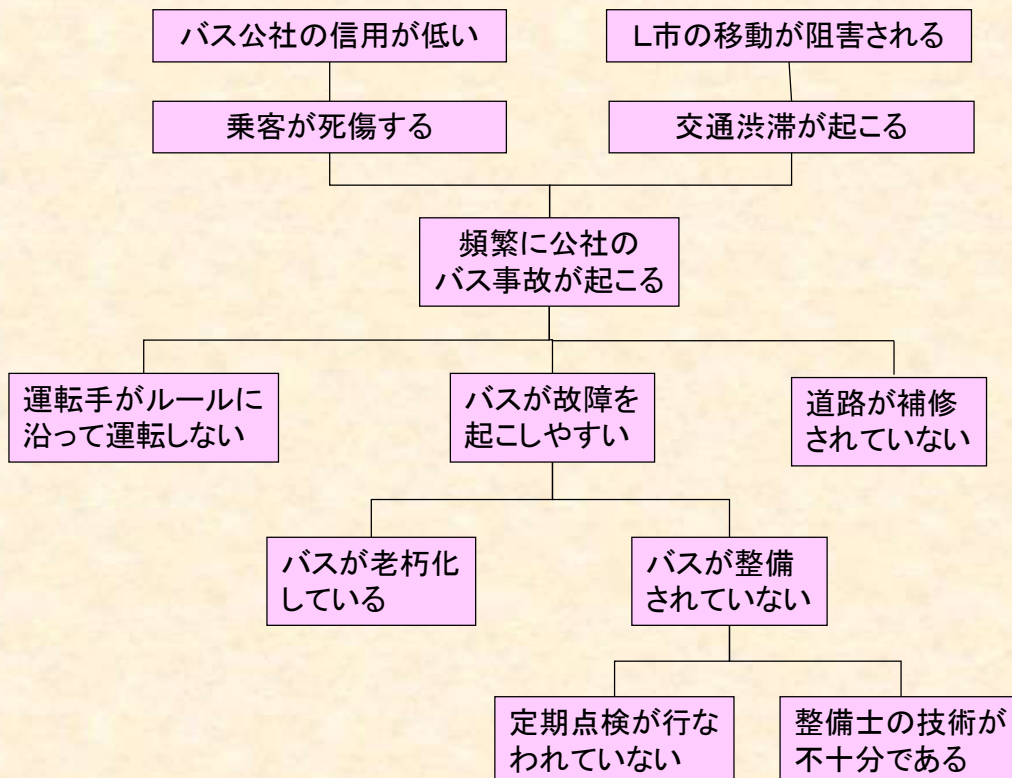 バス公社の信用が低い
L市の移動が阻害される
乗客が死傷する
交通渋滞が起こる
頻繁に公社の
バス事故が起こる
運転手がルールに
沿って運転しない
バスが故障を
起こしやすい
道路が補修
されていない
バスが老朽化
している
バスが整備
されていない
定期点検が行な
われていない
整備士の技術が
不十分である